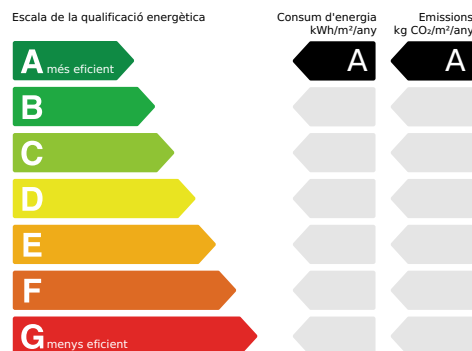 Escala de la qualificació energètica
Consum d'energia
kWh/m²/any
Emissions
kg CO₂/m²/any
A més eficient
A
A
B
C
D
E
F
G menys eficient